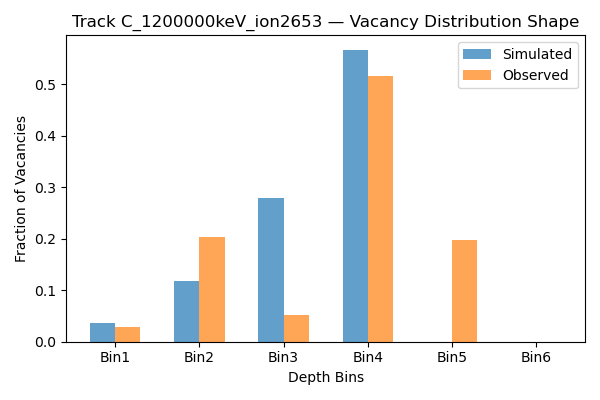 Track C_1200000keV_ion2653 — Vacancy Distribution Shape
Simulated
Observed
Fraction of Vacancies
0.5
0.4
0.3
0.2
0.1
0.0
Bin1 Bin2 Bin3 Bin4 Bin5 Bin6
Depth Bins